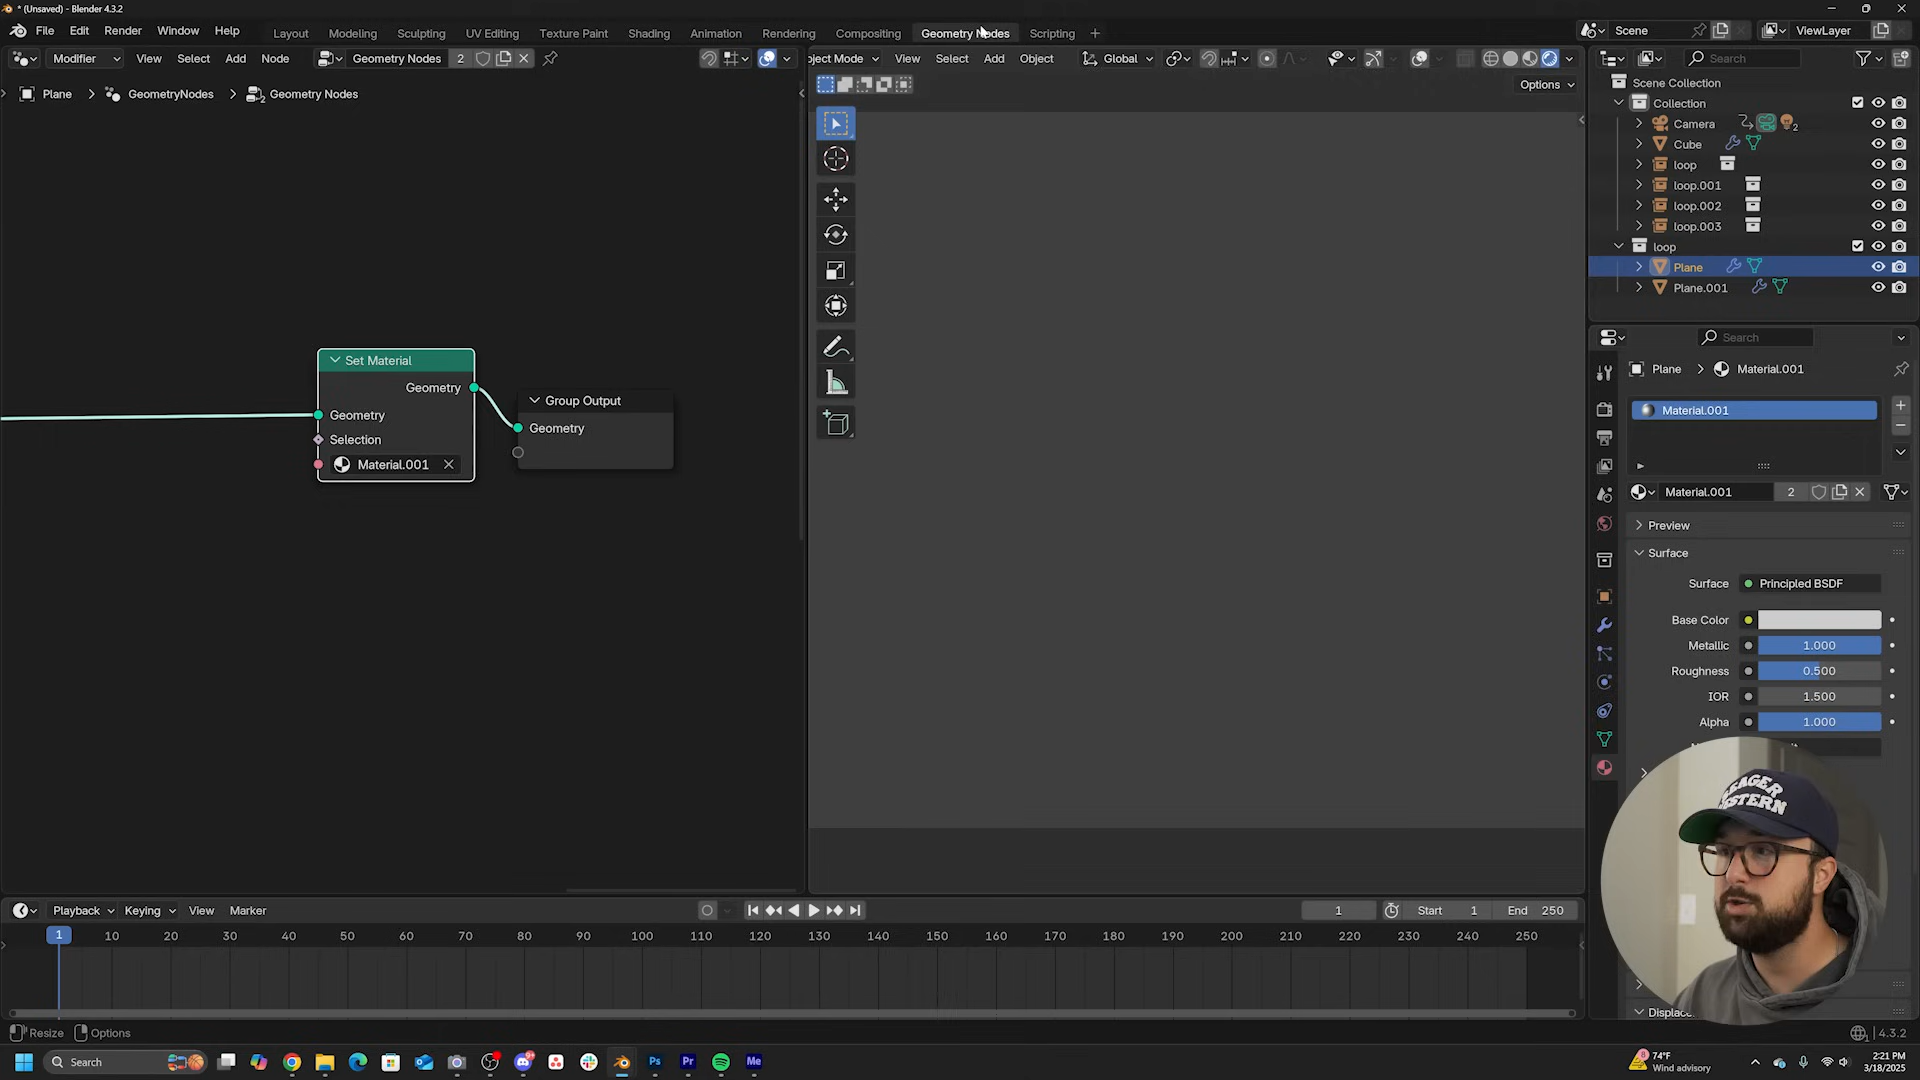 * (Unsaved) - Blender 4.3.2
File Edit Render Window Help Layout Modeling Sculpting UV Editing Texture Paint Shading Animation Rendering Compositing Geometry Nodes Scripting + Scene ViewLayer
Modifier View Select Add Node Geometry Nodes 2
ject Mode View Select Add Object Global
Search
Plane > GeometryNodes > Geometry Nodes
Options
Scene Collection
Collection
Camera 2
Cube
loop
loop.001
loop.002
loop.003
loop
Plane
Plane.001
Set Material
Geometry
Geometry
Selection
Material.001
Group Output
Geometry
Search
Plane > Material.001
Material.001
Material.001 2
Preview
Surface
Surface Principled BSDF
Base Color
Metallic 1.000
Roughness 0.500
IOR 1.500
Alpha 1.000
EAGER
STERN
Displac
Playback Keying View Marker
1 Start 1 End 250
1 10 20 30 40 50 60 70 80 90 100 110 120 130 140 150 160 170 180 190 200 210 220 230 240 250
Resize Options
4.3.2
Search
Ps Pr Me
74°F
Wind advisory
2:21 PM
3/18/2025